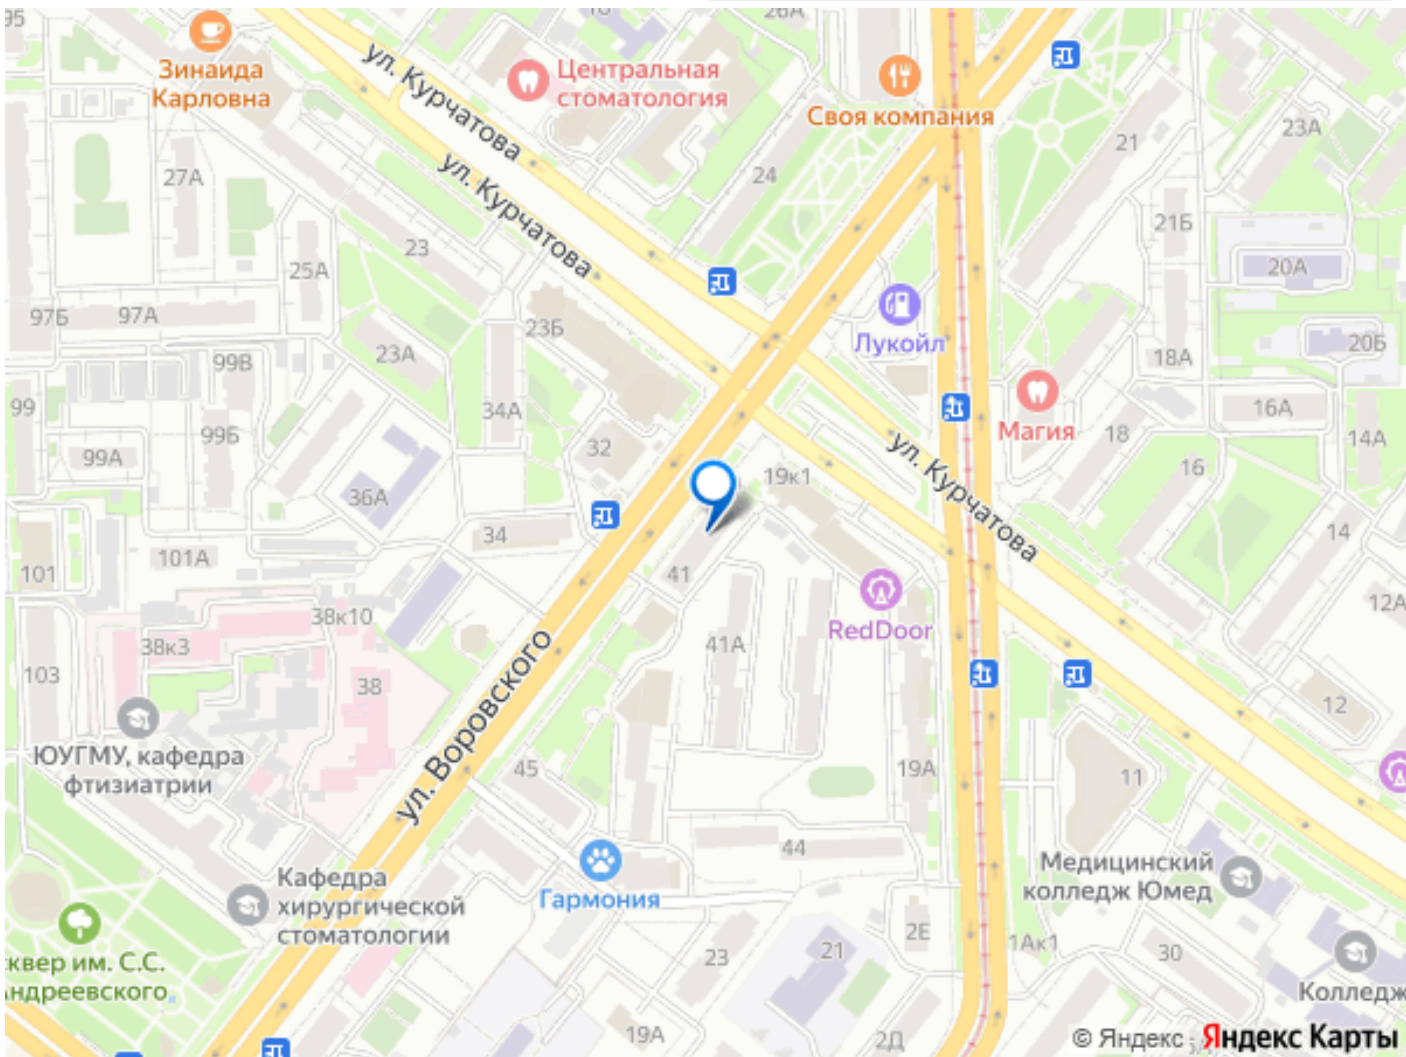 95
10
26А
Зинаида
Карловна
ул. Курчатова
Центральная
стоматология
Своя компания
23А
21
27А
ул. Курчатова
24
21Б
23
25А
20А
97Б
97А
23Б
Лукойл
18А
20Б
99В
23А
99
34А
16А
Магия
18
14А
99Б
32
99А
19к1
ул. Курчатова
16
36А
34
14
101А
101
41
12А
38к10
RedDoor
38к3
41А
103
38
12
ул. Воровского
ЮУГМУ, кафедра
фтизиатрии
45
19А
11
44
Медицинский
колледж Юмед
Кафедра
хирургической
стоматологии
Гармония
2Е
1Ак1
21
23
30
сквер им. С.С.
Андреевского
Колледж
19А
2Д
© Яндекс
Яндекс Карты